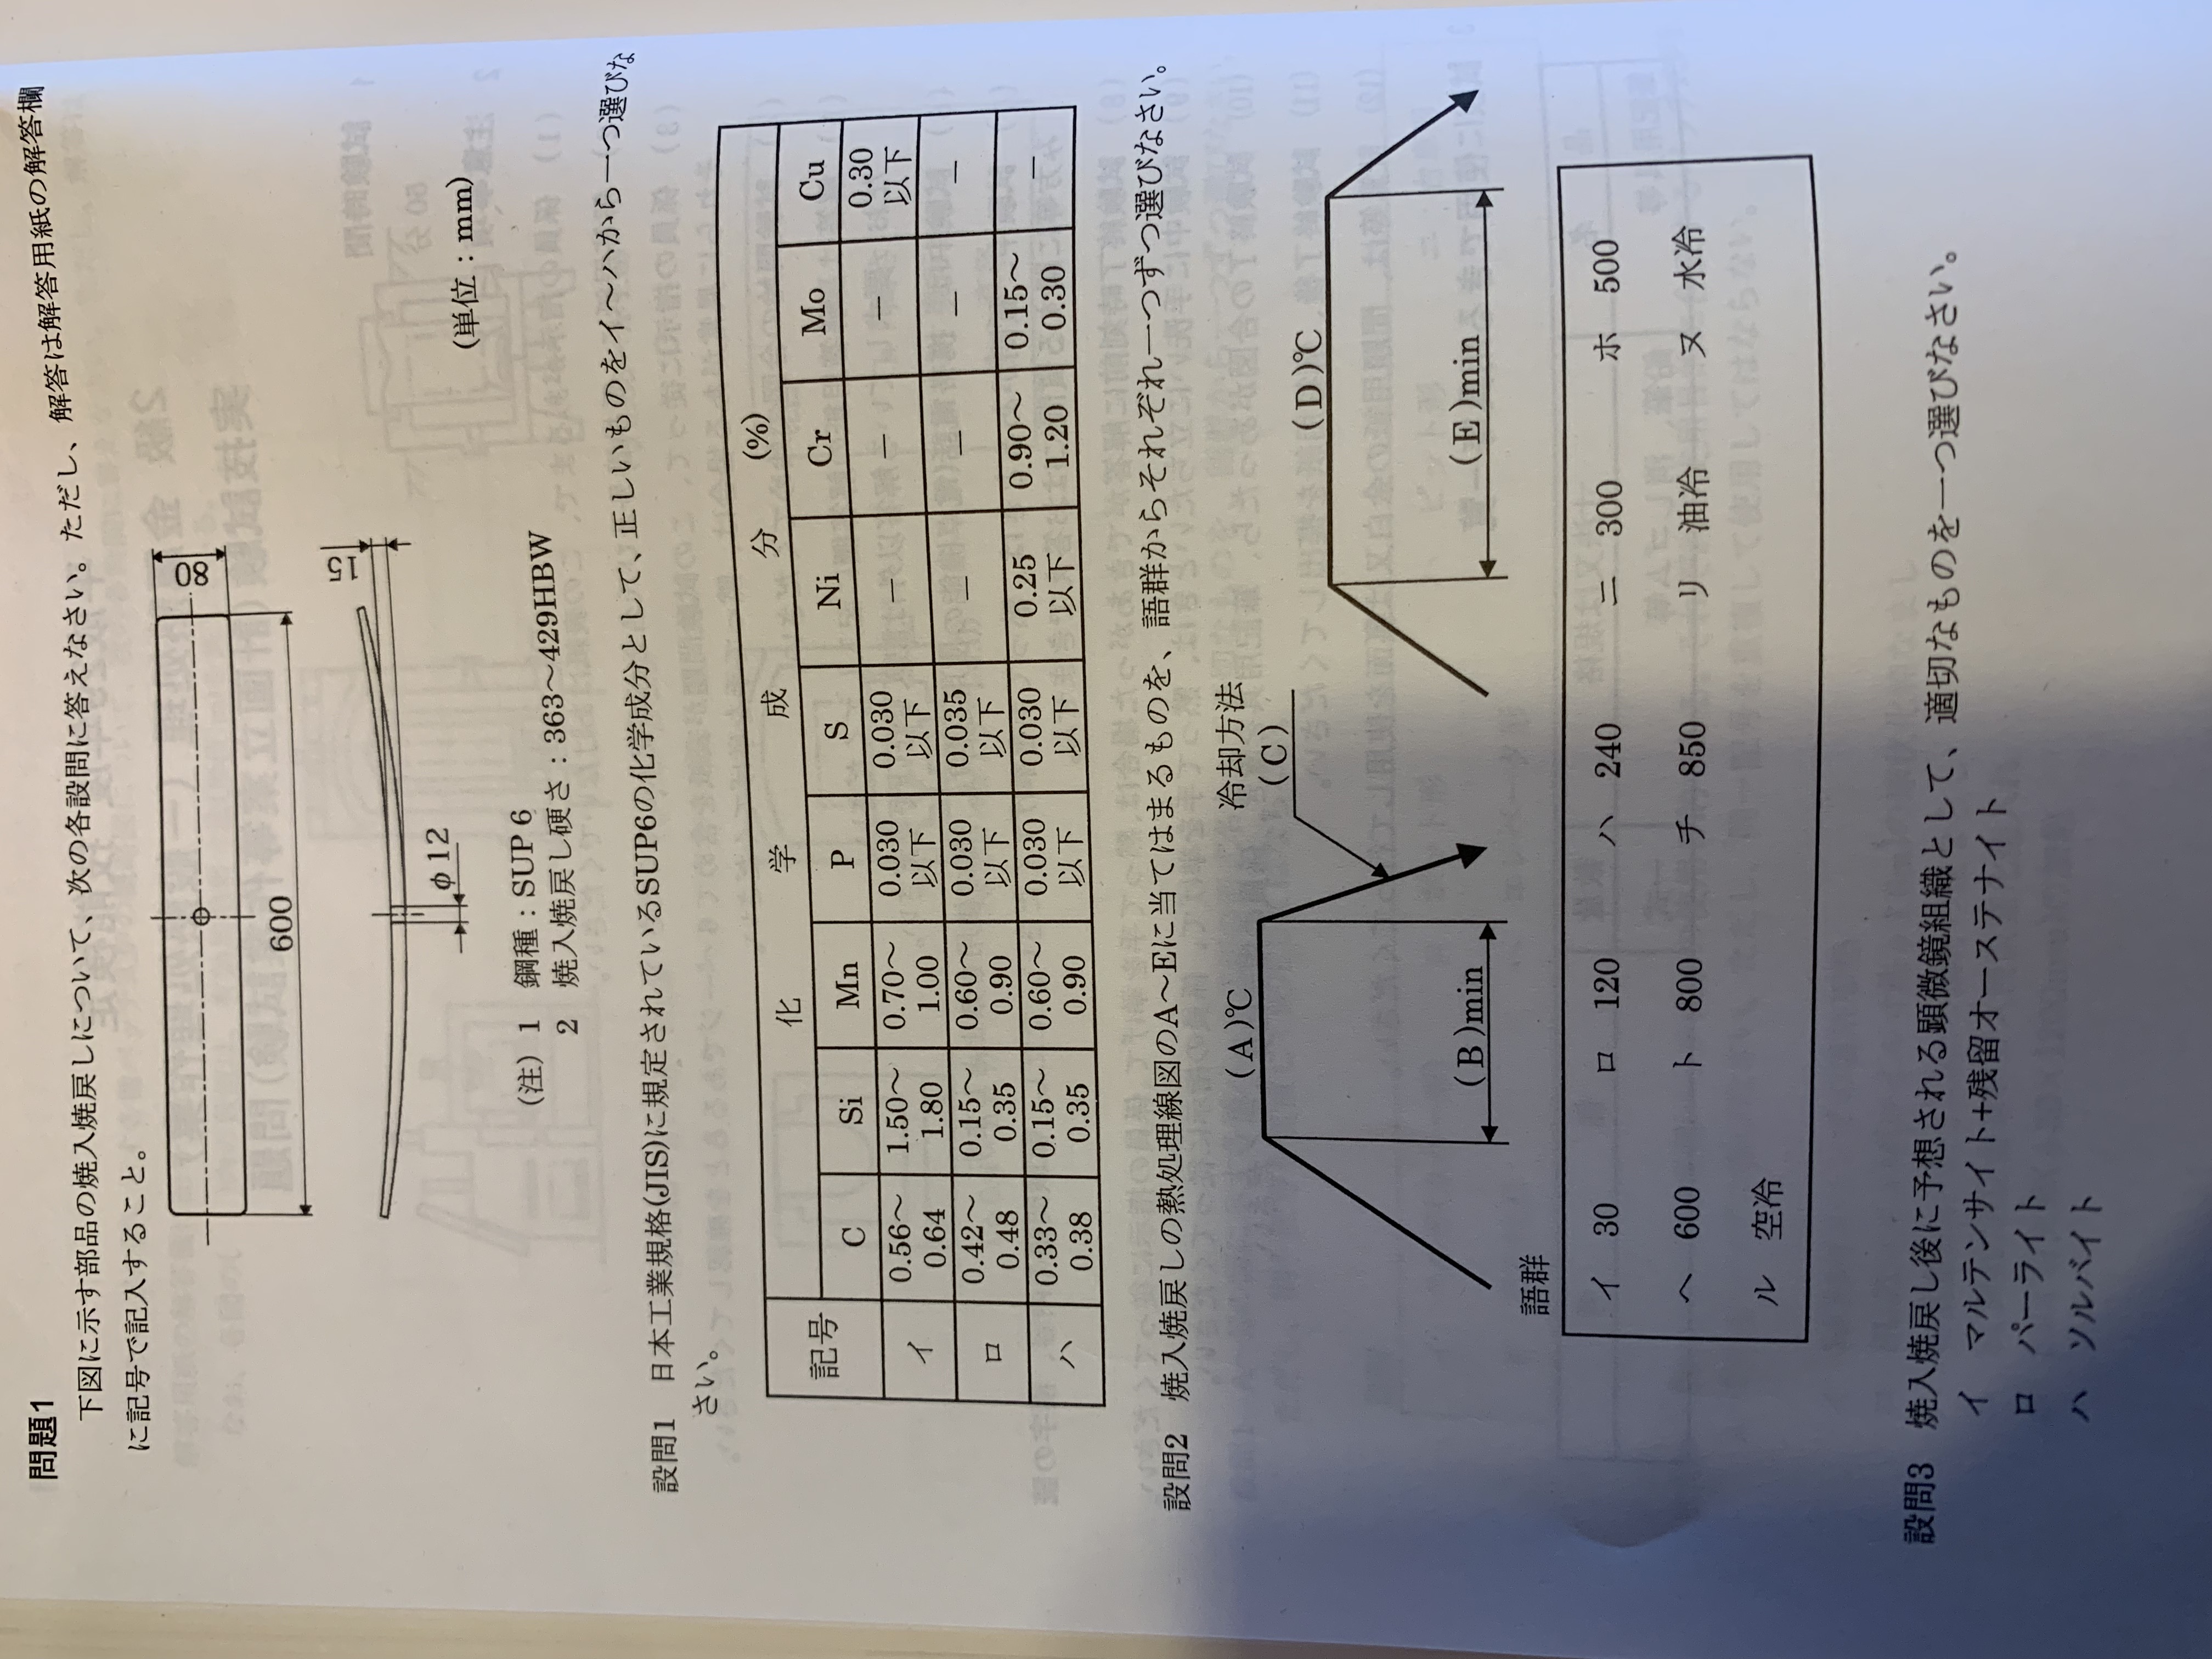 問題1
下図に示す部品の焼入焼戻しについて、次の各設問に答えなさい。ただし、解答は解答用紙の解答欄
に記号で記入すること。
80
600
15
φ12
(単位：mm)
(注) 1 鋼種：SUP 6
2 焼入焼戻し硬さ：363～429HBW
設問1 日本工業規格(JIS)に規定されているSUP6の化学成分として、正しいものをイ～ハから一つ選びな
さい。
記号 化学成分 (%)
C Si Mn P S Ni Cr Mo Cu
イ 0.56～0.64 1.50～1.80 0.70～1.00 0.030以下 0.030以下 － － － 0.30以下
ロ 0.42～0.48 0.15～0.35 0.60～0.90 0.030以下 0.035以下 － － － －
ハ 0.33～0.38 0.15～0.35 0.60～0.90 0.030以下 0.030以下 0.25以下 0.90～1.20 0.15～0.30 －
設問2 焼入焼戻しの熱処理線図のA～Eに当てはまるものを、語群からそれぞれ一つずつ選びなさい。
(A)℃
冷却方法
(C)
(D)℃
(B)min
(E)min
語群
イ 30 ロ 120 ハ 240 ニ 300 ホ 500
ヘ 600 ト 800 チ 850 リ 油冷 ヌ 水冷
ル 空冷
設問3 焼入焼戻し後に予想される顕微鏡組織として、適切なものを一つ選びなさい。
イ マルテンサイト+残留オーステナイト
ロ パーライト
ハ ソルバイト